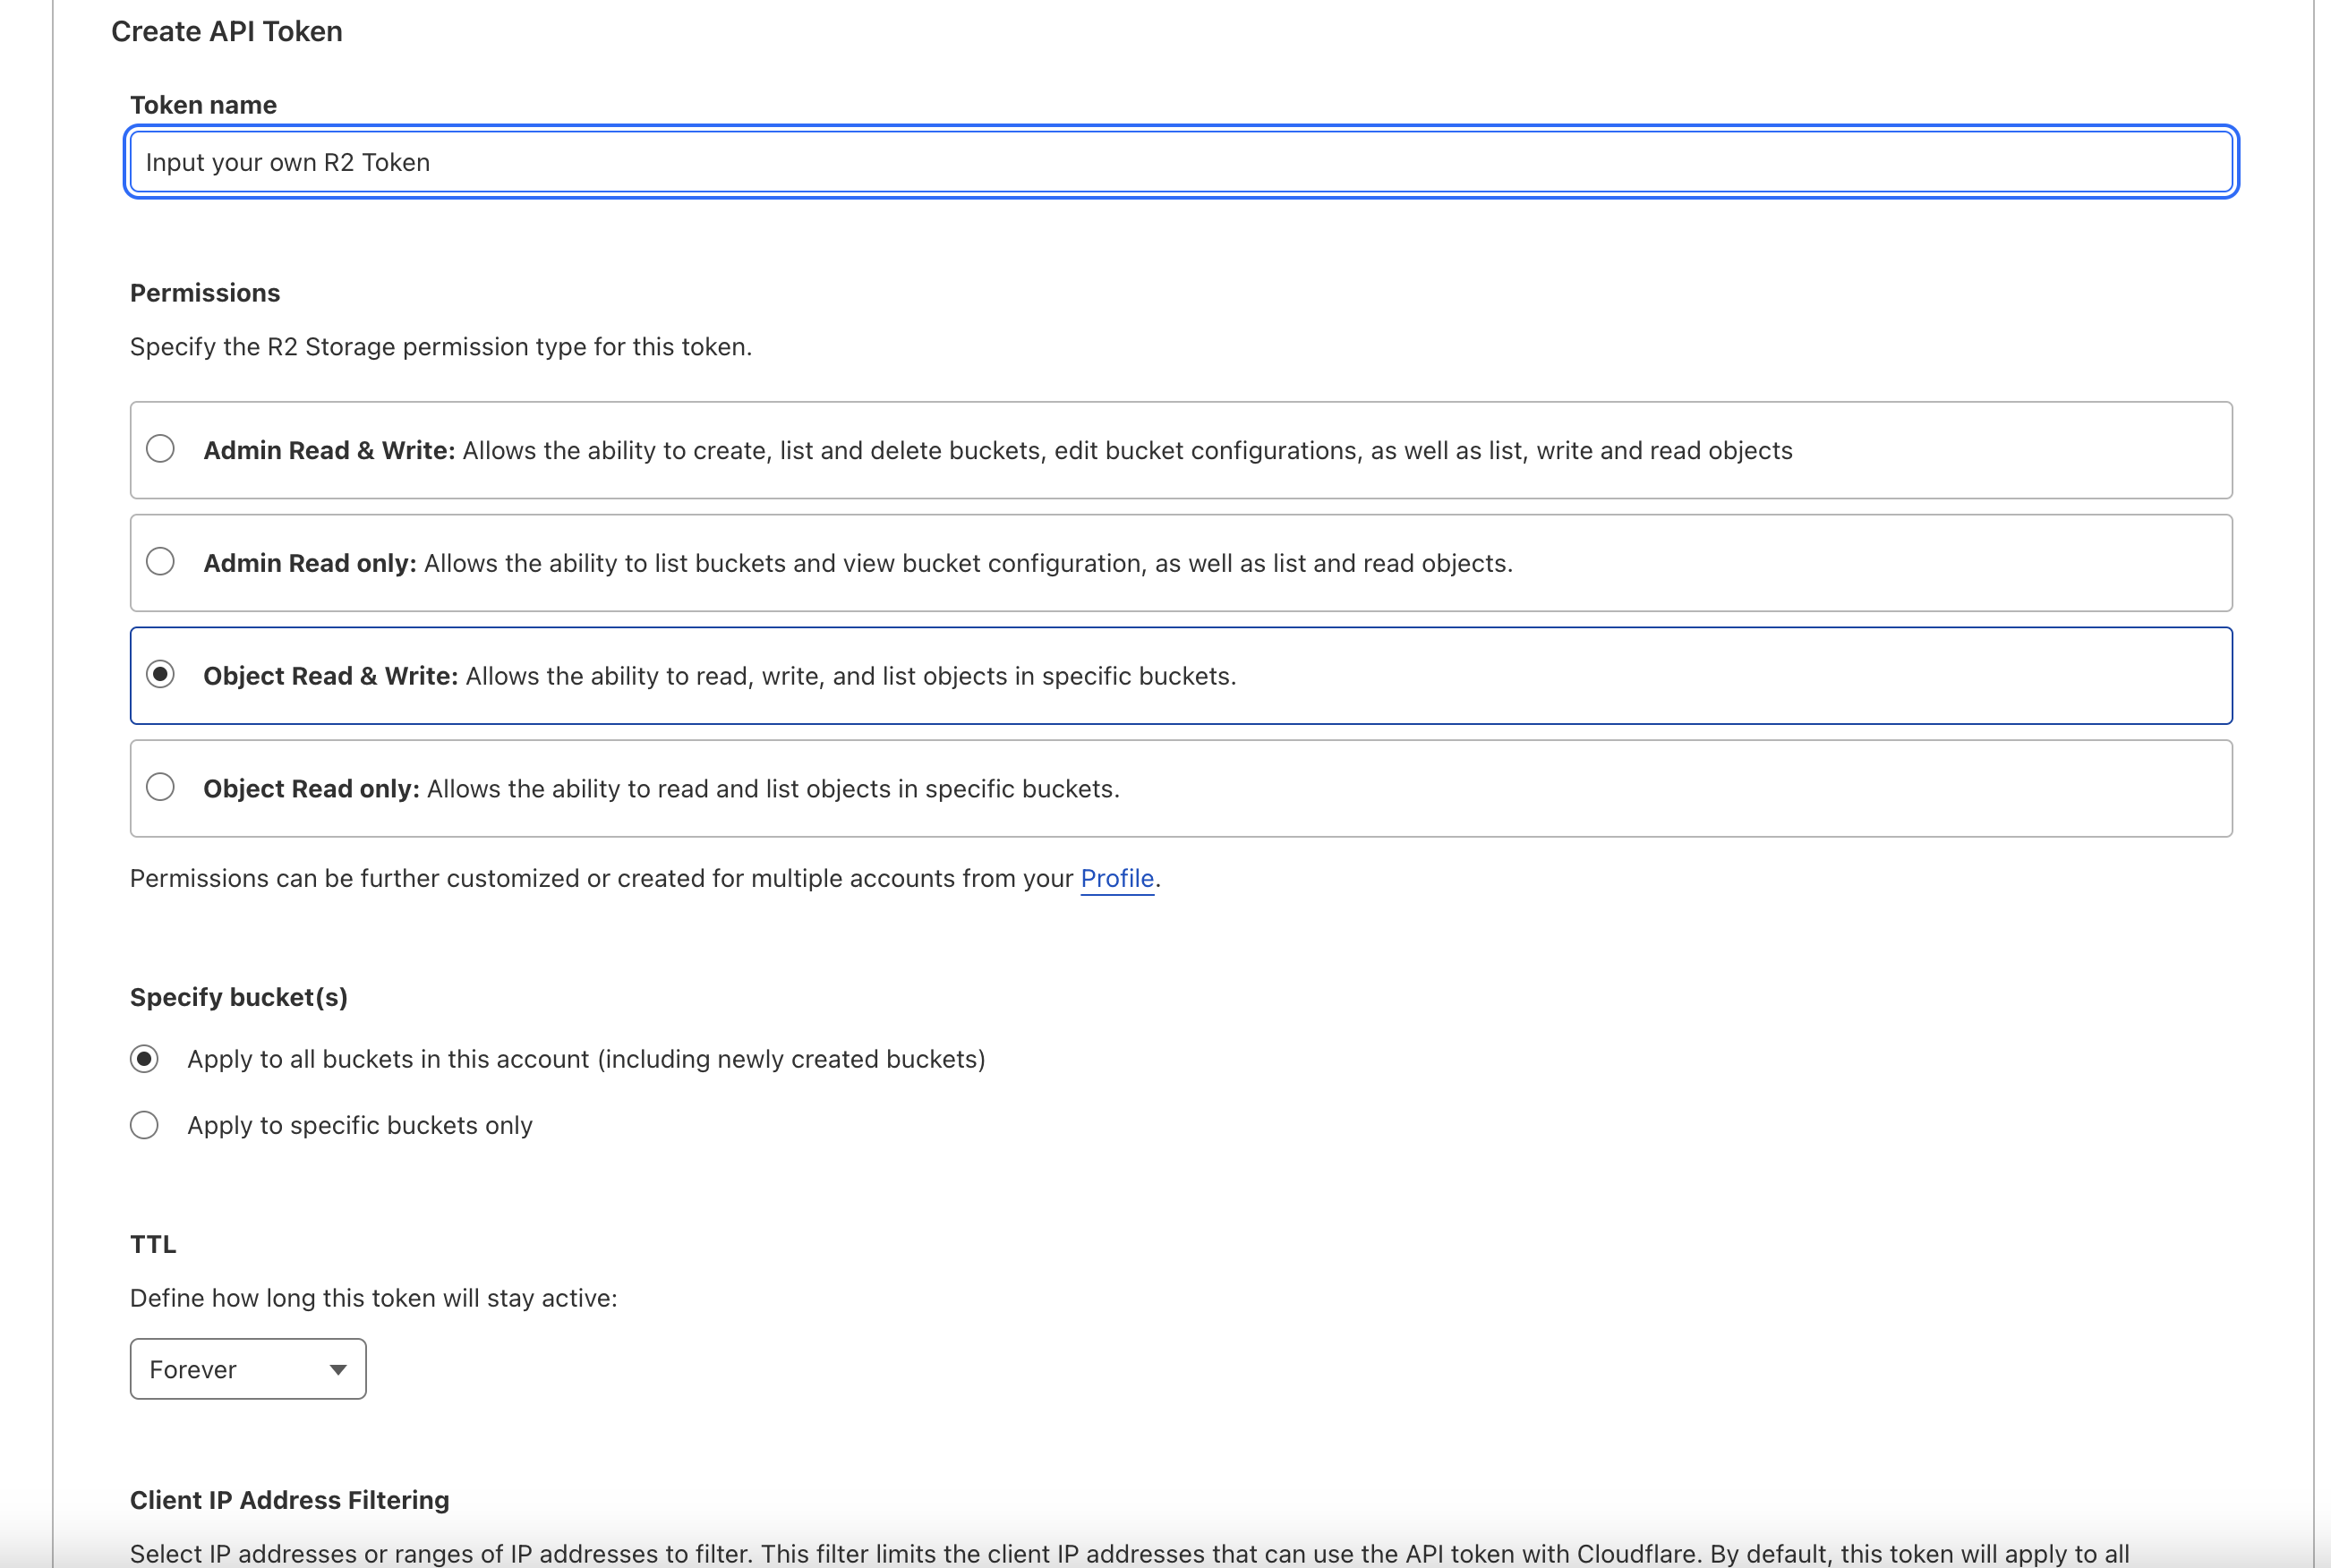 Create API Token
Token name
Input your own R2 Token
Permissions
Specify the R2 Storage permission type for this token.
Admin Read & Write: Allows the ability to create, list and delete buckets, edit bucket configurations, as well as list, write and read objects
Admin Read only: Allows the ability to list buckets and view bucket configuration, as well as list and read objects.
Object Read & Write: Allows the ability to read, write, and list objects in specific buckets.
Object Read only: Allows the ability to read and list objects in specific buckets.
Permissions can be further customized or created for multiple accounts from your Profile.
Specify bucket(s)
Apply to all buckets in this account (including newly created buckets)
Apply to specific buckets only
TTL
Define how long this token will stay active:
Forever
Client IP Address Filtering
Select IP addresses or ranges of IP addresses to filter. This filter limits the client IP addresses that can use the API token with Cloudflare. By default, this token will apply to all